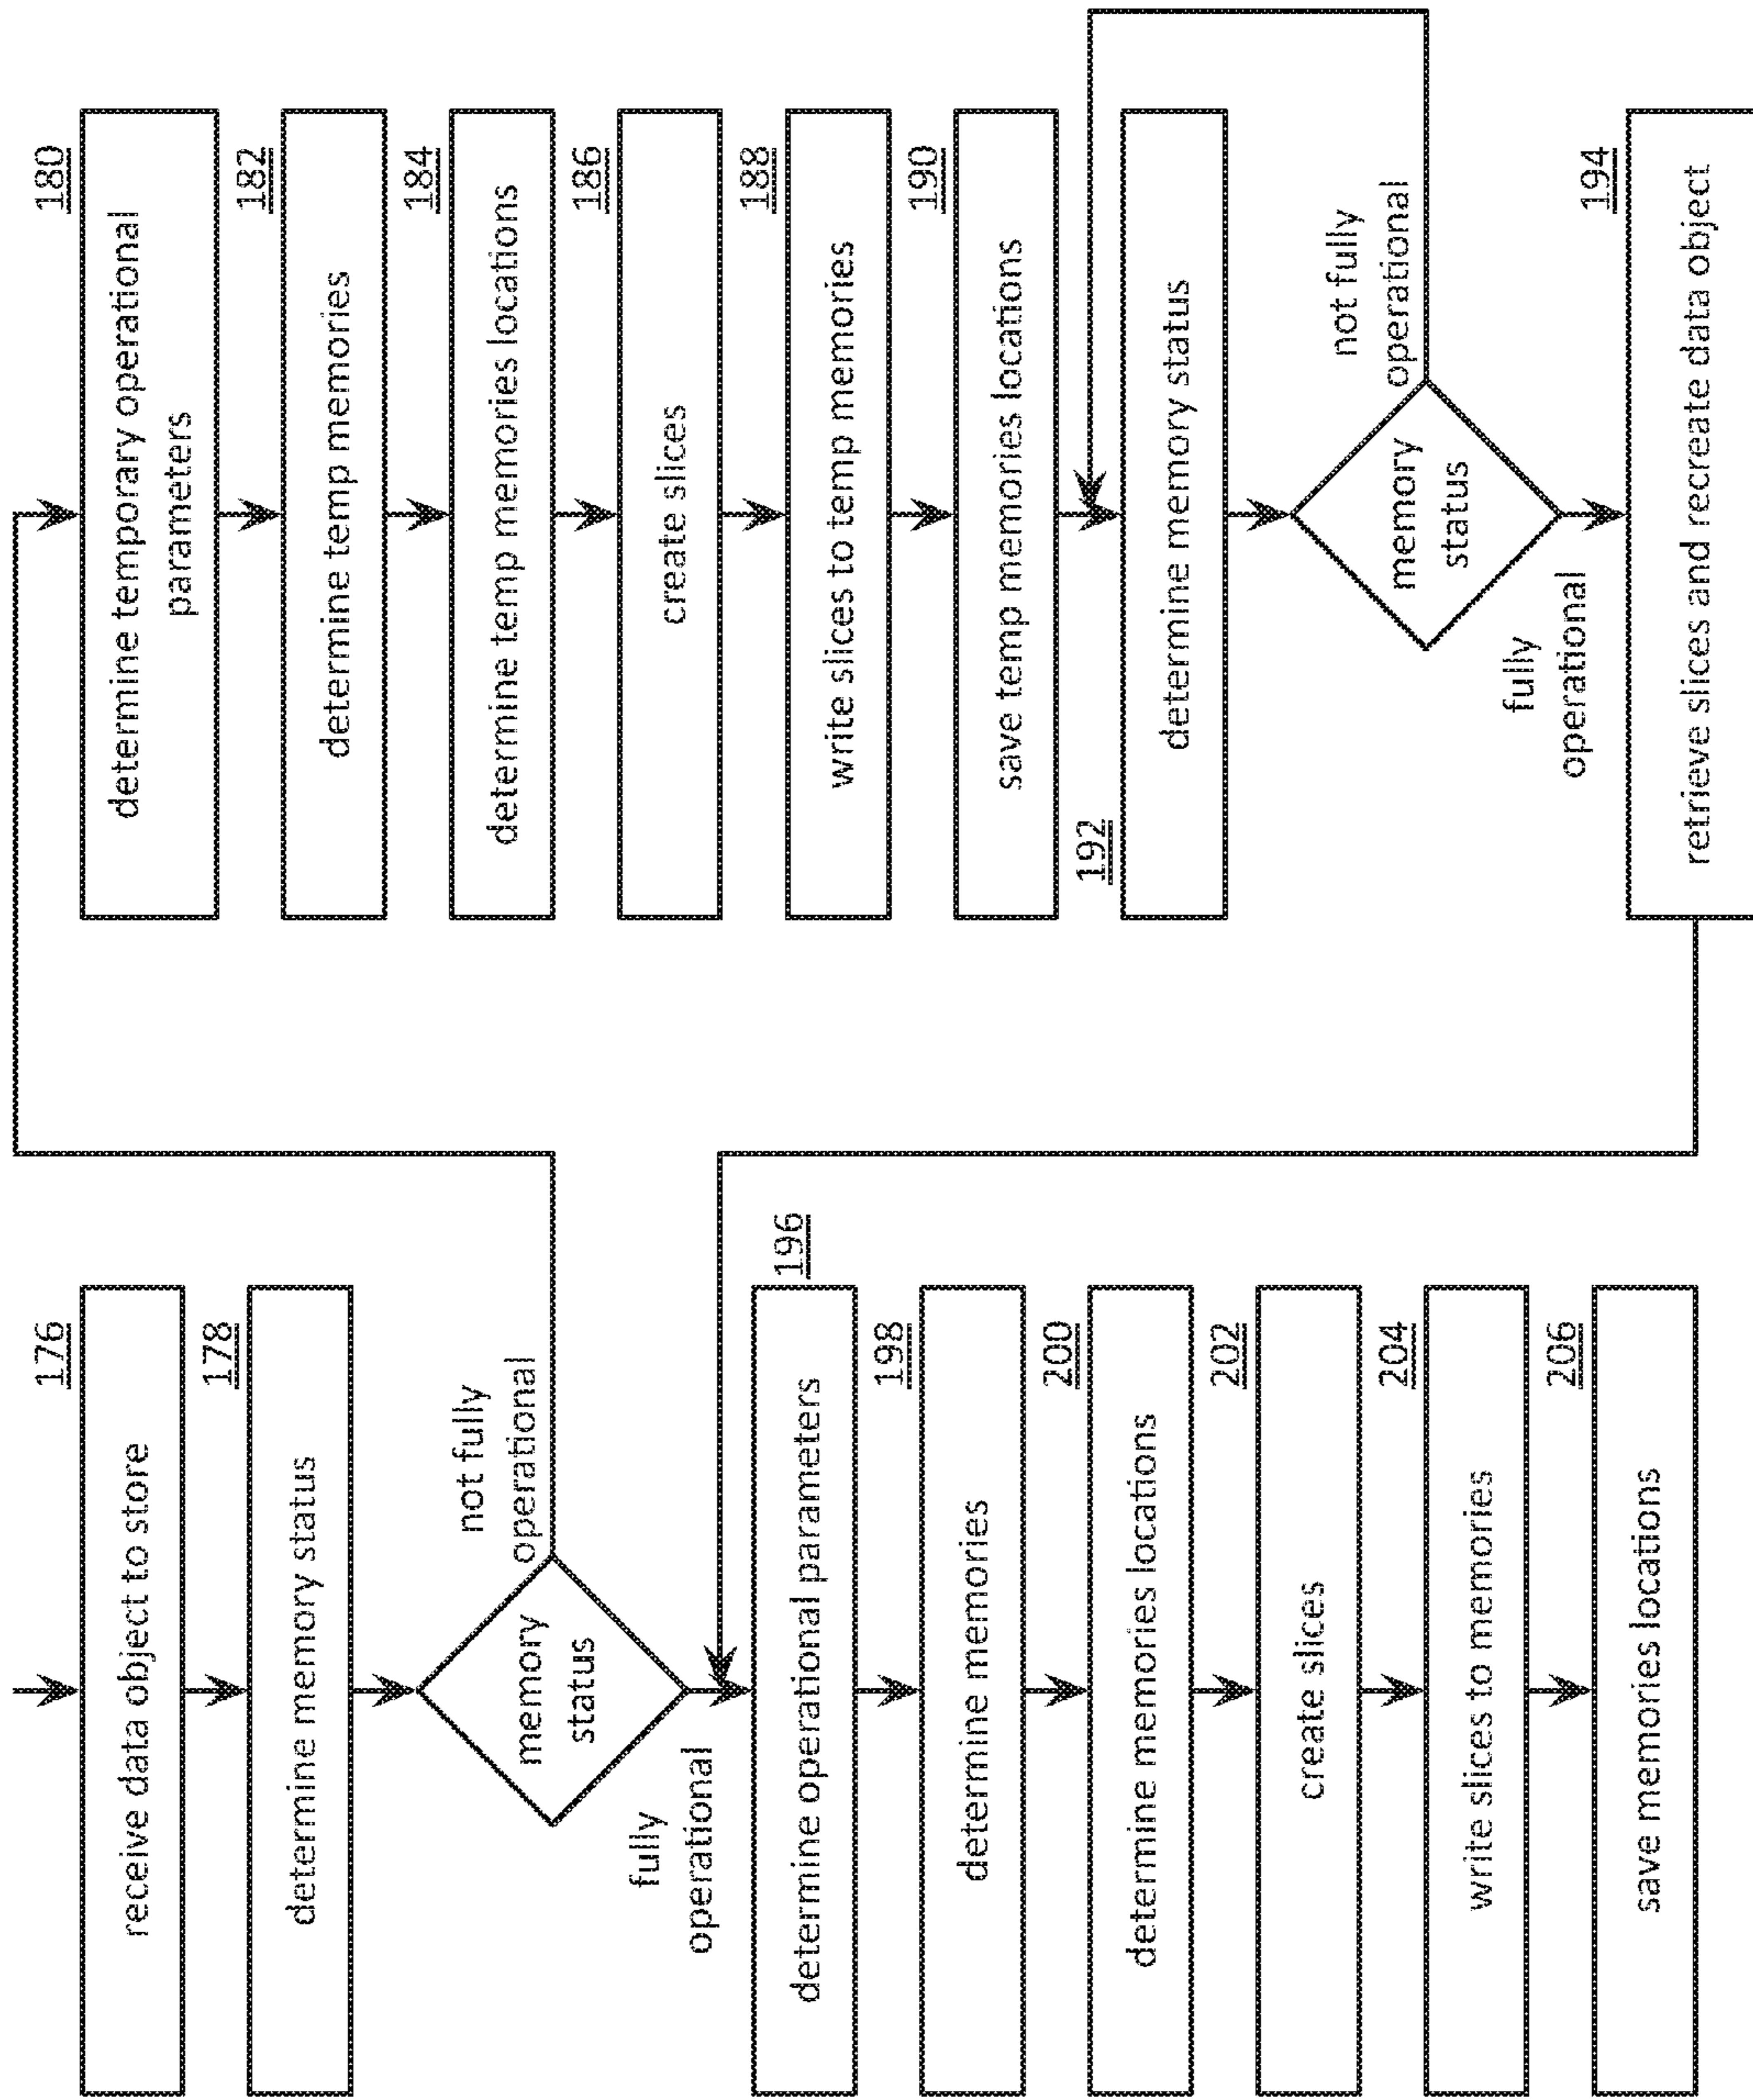 176
receive data object to store
178
determine memory status
memory
status
not fully
operational
fully
operational
196
determine operational parameters
198
determine memories
200
determine memories locations
202
create slices
204
write slices to memories
206
save memories locations
180
determine temporary operational
parameters
182
determine temp memories
184
determine temp memories locations
186
create slices
188
write slices to temp memories
190
save temp memories locations
192
determine memory status
memory
status
not fully
operational
fully
operational
194
retrieve slices and recreate data object